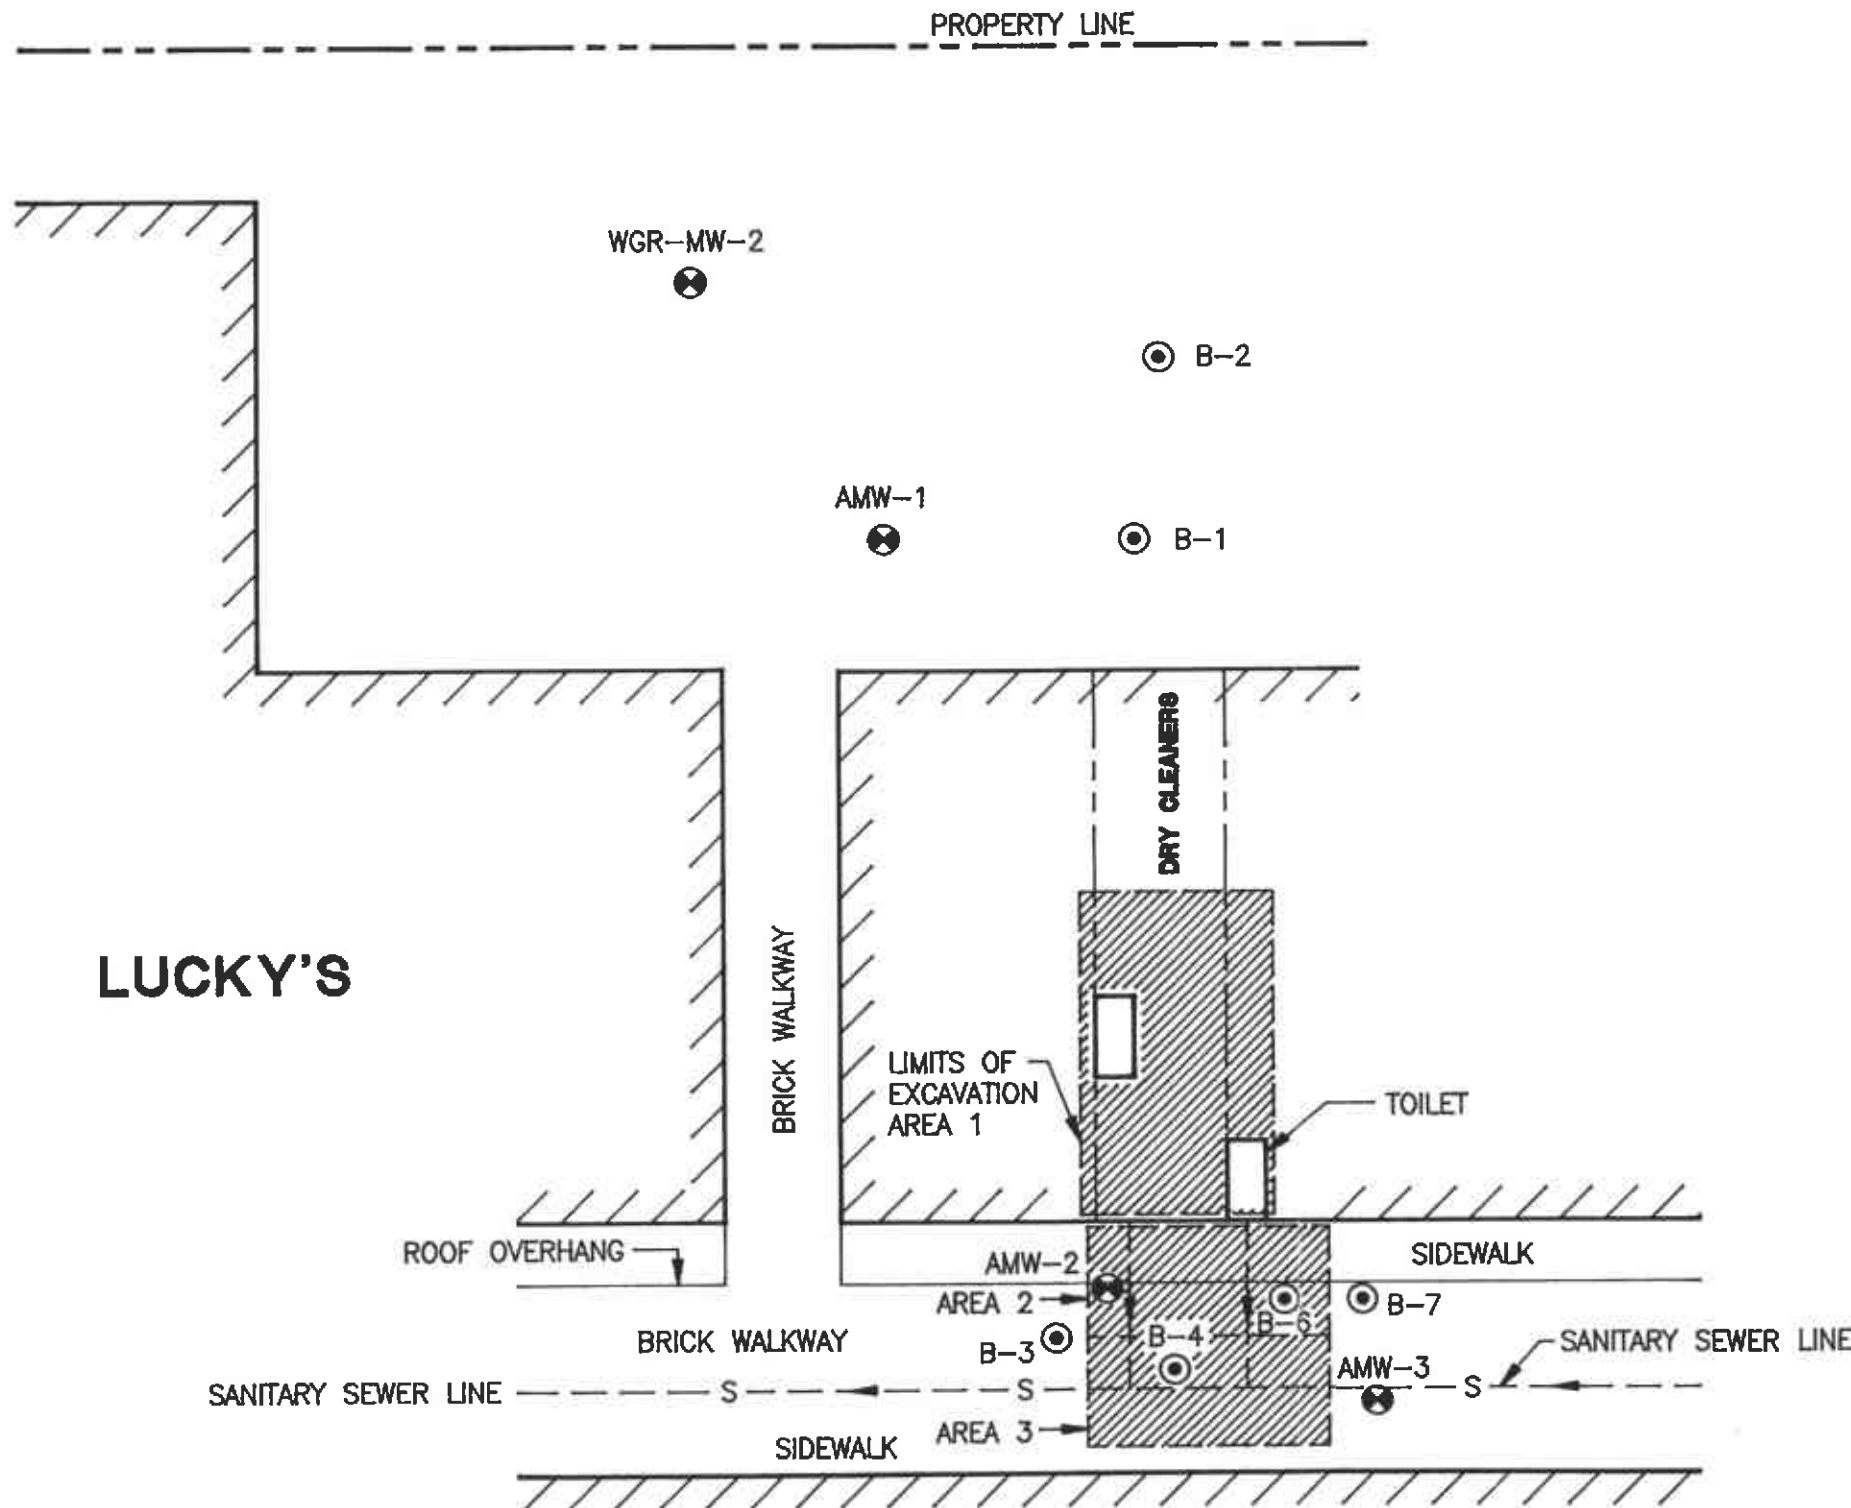 PROPERTY LINE
WGR-MW-2
B-2
AMW-1
B-1
DRY CLEANERS
BRICK WALKWAY
LUCKY'S
LIMITS OF
EXCAVATION
AREA 1
TOILET
ROOF OVERHANG
SIDEWALK
AMW-2
AREA 2
B-6
B-7
BRICK WALKWAY
B-3
B-4
SANITARY SEWER LINE
AMW-3
SANITARY SEWER LINE
S
S
S
AREA 3
SIDEWALK